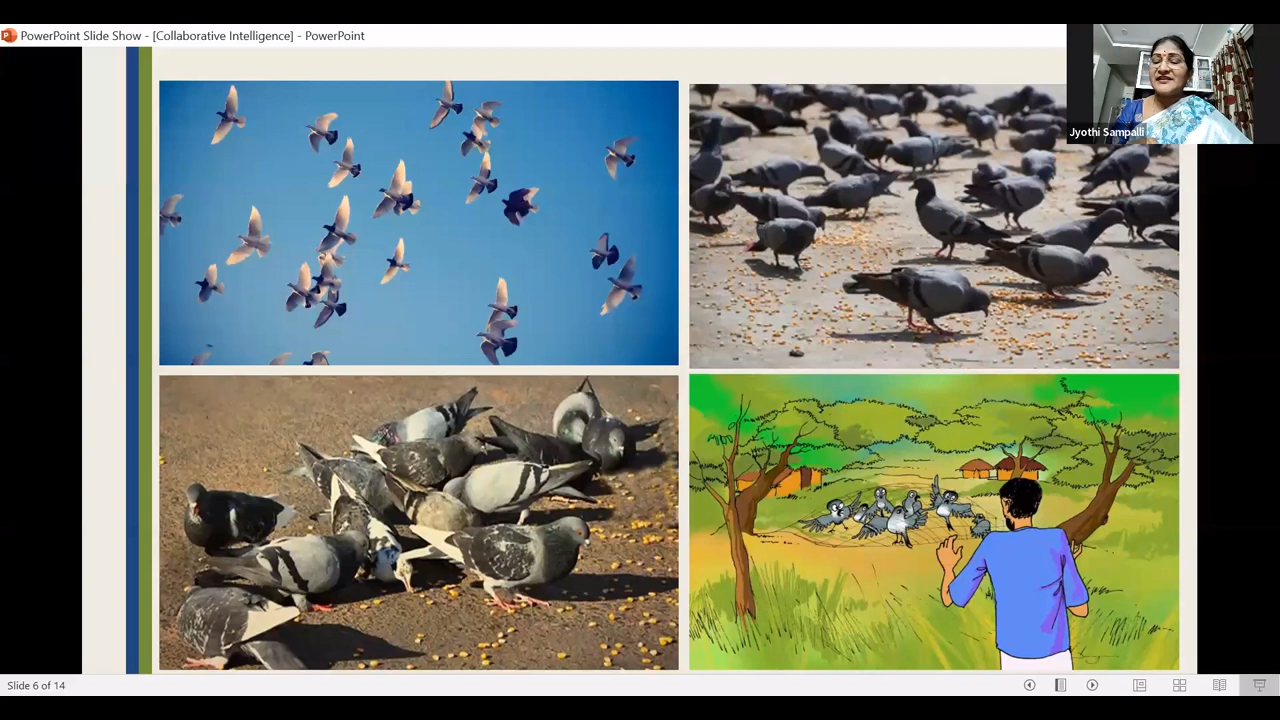 PowerPoint Slide Show - [Collaborative Intelligence] - PowerPoint
Jyothi Sampalli
Slide 6 of 14